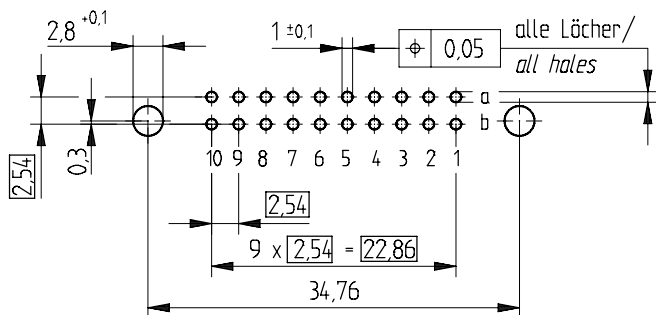 2,8 +0,1
1 ±0,1
⌖ 0,05
alle Löcher/
all hales
a
b
10 9 8 7 6 5 4 3 2 1
2,54
0,3
2,54
9 x 2,54 = 22,86
34,76